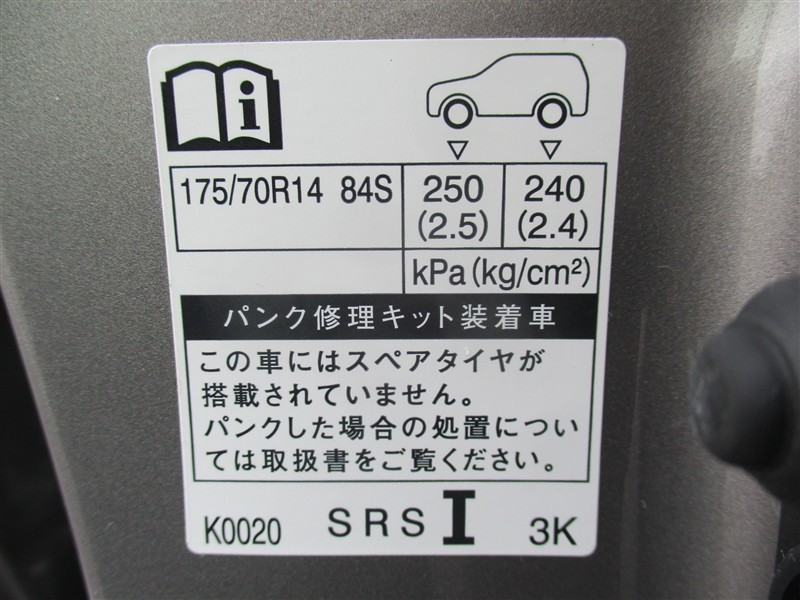 i
175/70R14 84S 250 (2.5) 240 (2.4)
kPa(kg/cm²)
パンク修理キット装着車
この車にはスペアタイヤが
搭載されていません。
パンクした場合の処置につい
ては取扱書をご覧ください。
K0020 SRS I 3K